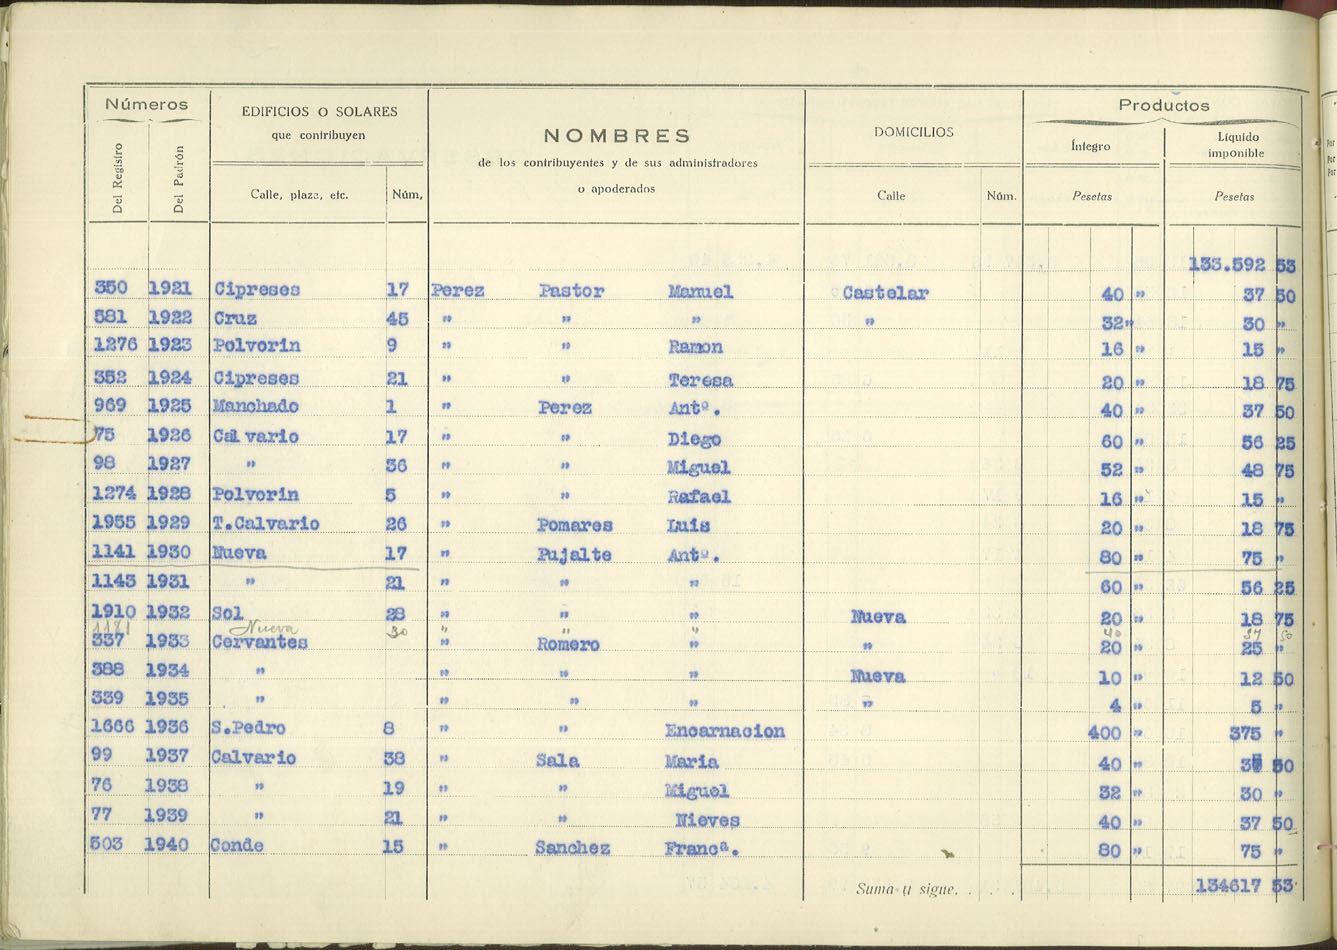 Números EDIFICIOS O SOLARES que contribuyen NOMBRES de los contribuyentes y de sus administradores o apoderados DOMICILIOS Productos
Íntegro Líquido imponible
Del Registro Del Padrón Calle, plaza, etc. Núm, Calle Núm. Pesetas Pesetas
133.592 53
350 1921 Cipreses 17 Perez Pastor Manuel Castelar 40 " 37 50
581 1922 Cruz 45 " " " " 32 " 30 "
1276 1923 Polvorin 9 " " Ramon 16 " 15 "
352 1924 Cipreses 21 " " Teresa 20 " 18 75
969 1925 Manchado 1 " Perez Antº. 40 " 37 50
75 1926 Calvario 17 " " Diego 60 " 56 25
98 1927 " 36 " " Miguel 52 " 48 75
1274 1928 Polvorin 5 " " Rafael 16 " 15 "
1955 1929 T.Calvario 26 " Pomares Luis 20 " 18 75
1141 1930 Nueva 17 " Pujalte Antº. 80 " 75 "
1143 1931 " 21 " " " 60 " 56 25
1910 1932 Sol 28 " " " Nueva 20 " 18 75
1181 Nueva 30 " " " 40 37 50
337 1933 Cervantes " Romero " " 20 " 25 "
388 1934 " " " " Nueva 10 " 12 50
339 1935 " " " " " 4 " 5 "
1666 1936 S.Pedro 8 " " Encarnacion 400 " 375 "
99 1937 Calvario 38 " Sala Maria 40 " 37 50
76 1938 " 19 " " Miguel 32 " 30 "
77 1939 " 21 " " Nieves 40 " 37 50
503 1940 Conde 15 " Sanchez Francª. 80 " 75 "
Suma y sigue. . . . . 134617 53